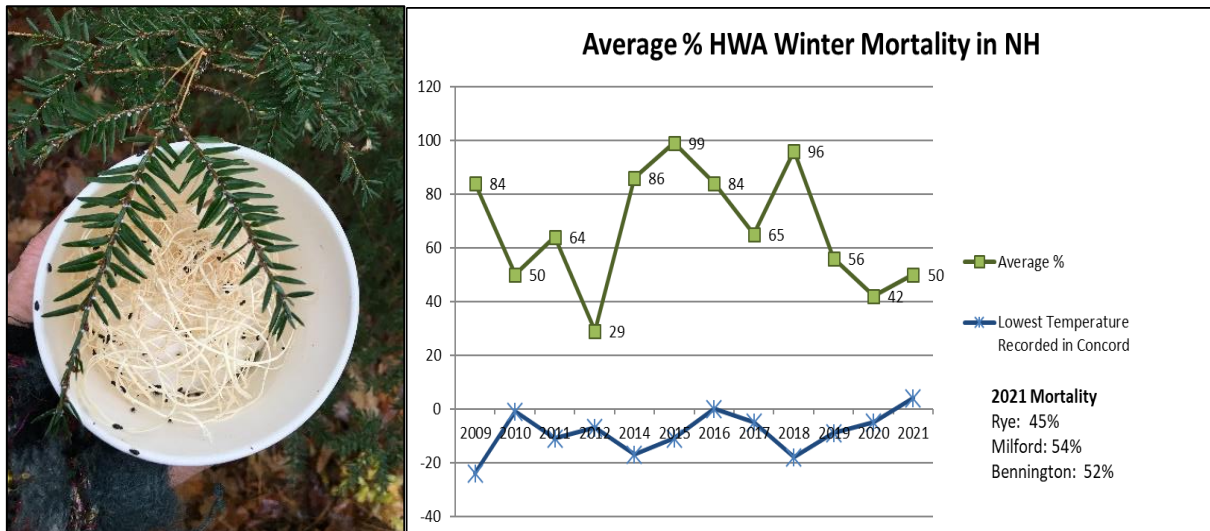 Average % HWA Winter Mortality in NH
120
100
80
60
40
20
0
-20
-40
84
50
64
29
86
99
84
65
96
56
42
50
2009 2010 2011 2012 2014 2015 2016 2017 2018 2019 2020 2021
Average %
Lowest Temperature
Recorded in Concord
2021 Mortality
Rye: 45%
Milford: 54%
Bennington: 52%